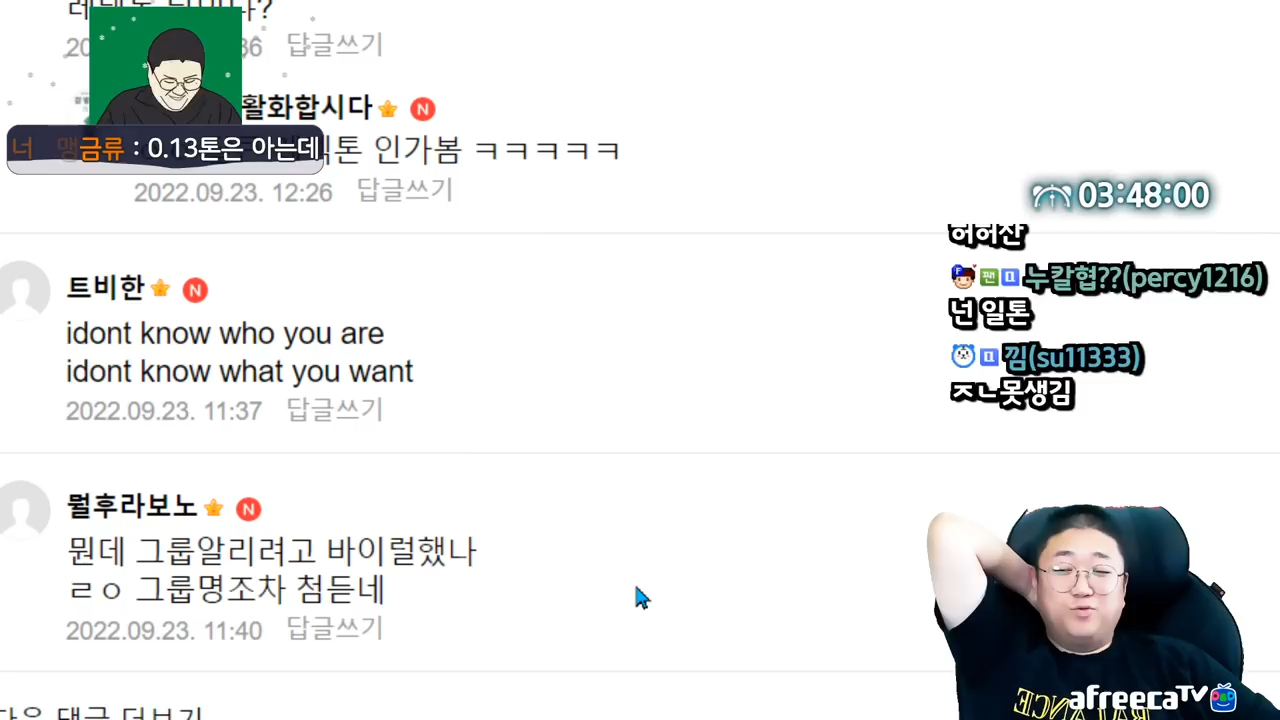 답글쓰기
활화합시다 N
금류 : 0.13톤은 아는데
톤 인가봄 ㅋㅋㅋㅋㅋ
2022.09.23. 12:26 답글쓰기
03:48:00
허허잔
누칼협??(percy1216)
넌 일톤
낌(su11333)
ㅈㄴ못생김
트비한 N
idont know who you are
idont know what you want
2022.09.23. 11:37 답글쓰기
뭘후라보노 N
뭔데 그룹알리려고 바이럴했나
ㄹㅇ 그룹명조차 첨듣네
2022.09.23. 11:40 답글쓰기
afreecaTV